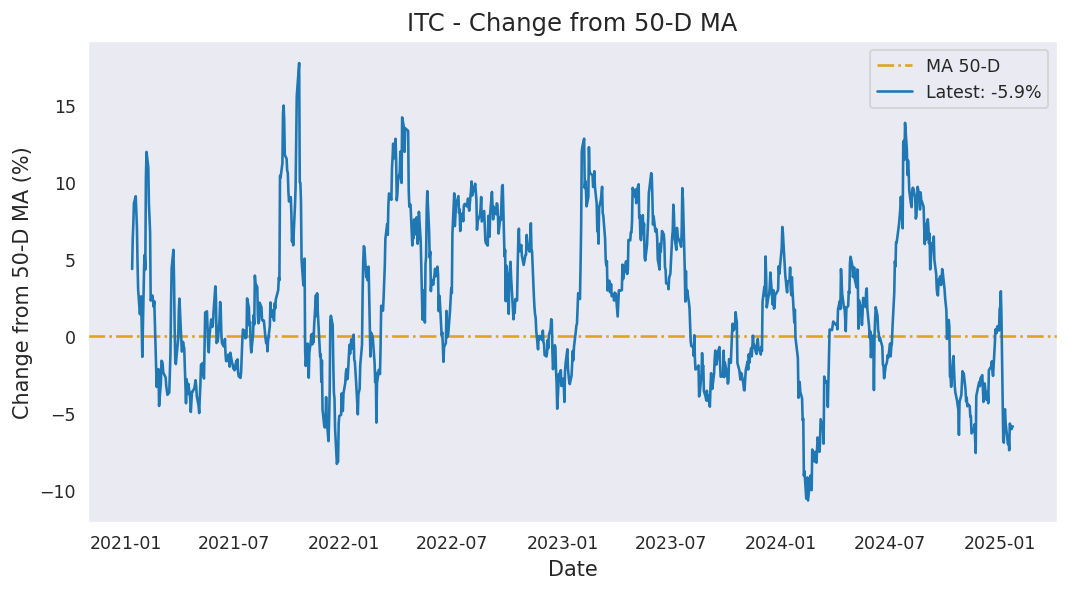 ITC - Change from 50-D MA
MA 50-D
Latest: -5.9%
Change from 50-D MA (%)
15
10
5
0
−5
−10
2021-01 2021-07 2022-01 2022-07 2023-01 2023-07 2024-01 2024-07 2025-01
Date